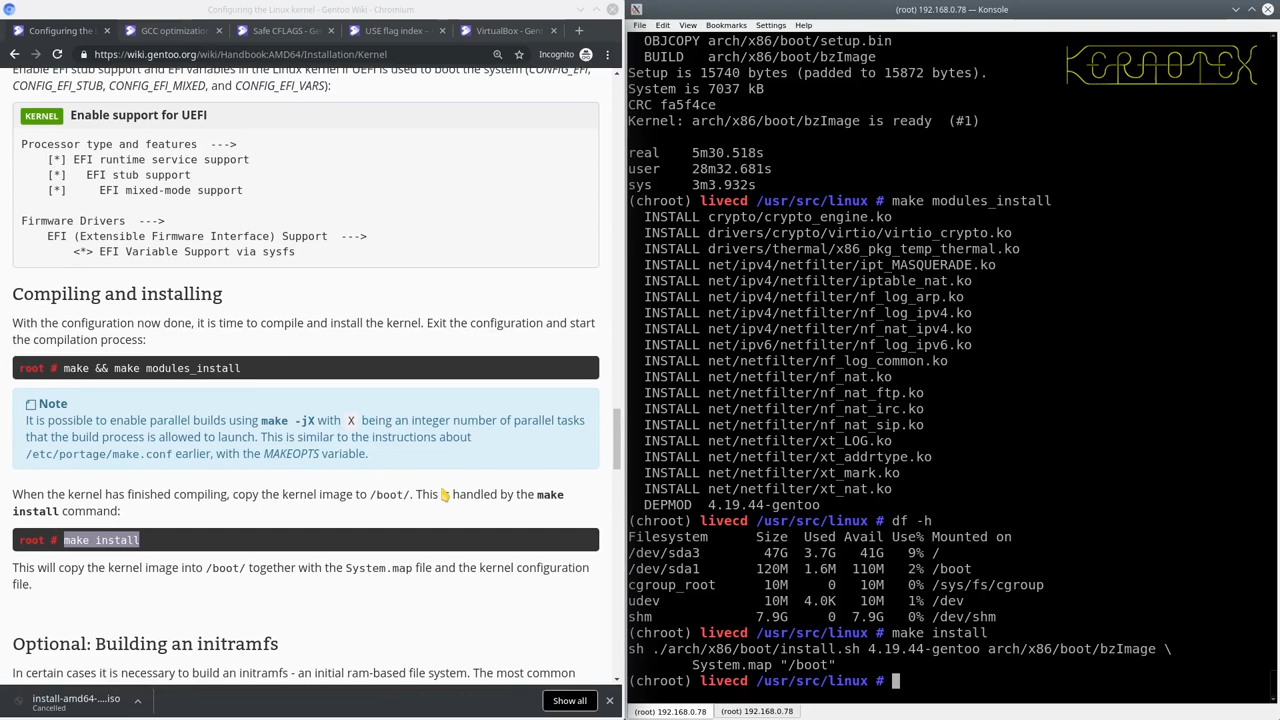 Configuring the Linux kernel - Gentoo Wiki - Chromium
Configuring the L
GCC optimization
Safe CFLAGS - Ge
USE flag index –
VirtualBox - Gent
https://wiki.gentoo.org/wiki/Handbook:AMD64/Installation/Kernel
Incognito
Enable EFI stub support and EFI variables in the Linux kernel if UEFI is used to boot the system (CONFIG_EFI,
CONFIG_EFI_STUB, CONFIG_EFI_MIXED, and CONFIG_EFI_VARS):
KERNEL Enable support for UEFI
Processor type and features --->
[*] EFI runtime service support
[*] EFI stub support
[*] EFI mixed-mode support
Firmware Drivers --->
EFI (Extensible Firmware Interface) Support --->
<*> EFI Variable Support via sysfs
Compiling and installing
With the configuration now done, it is time to compile and install the kernel. Exit the configuration and start
the compilation process:
root # make && make modules_install
Note
It is possible to enable parallel builds using make -jX with X being an integer number of parallel tasks
that the build process is allowed to launch. This is similar to the instructions about
/etc/portage/make.conf earlier, with the MAKEOPTS variable.
When the kernel has finished compiling, copy the kernel image to /boot/. This handled by the make
install command:
root # make install
This will copy the kernel image into /boot/ together with the System.map file and the kernel configuration
file.
Optional: Building an initramfs
In certain cases it is necessary to build an initramfs - an initial ram-based file system. The most common
install-amd64-....iso
Cancelled
Show all
(root) 192.168.0.78 — Konsole
File Edit View Bookmarks Settings Help
KERNOTEX
OBJCOPY arch/x86/boot/setup.bin
BUILD arch/x86/boot/bzImage
Setup is 15740 bytes (padded to 15872 bytes).
System is 7037 kB
CRC fa5f4ce
Kernel: arch/x86/boot/bzImage is ready (#1)
real 5m30.518s
user 28m32.681s
sys 3m3.932s
(chroot) livecd /usr/src/linux # make modules_install
INSTALL crypto/crypto_engine.ko
INSTALL drivers/crypto/virtio/virtio_crypto.ko
INSTALL drivers/thermal/x86_pkg_temp_thermal.ko
INSTALL net/ipv4/netfilter/ipt_MASQUERADE.ko
INSTALL net/ipv4/netfilter/iptable_nat.ko
INSTALL net/ipv4/netfilter/nf_log_arp.ko
INSTALL net/ipv4/netfilter/nf_log_ipv4.ko
INSTALL net/ipv4/netfilter/nf_nat_ipv4.ko
INSTALL net/ipv6/netfilter/nf_log_ipv6.ko
INSTALL net/netfilter/nf_log_common.ko
INSTALL net/netfilter/nf_nat.ko
INSTALL net/netfilter/nf_nat_ftp.ko
INSTALL net/netfilter/nf_nat_irc.ko
INSTALL net/netfilter/nf_nat_sip.ko
INSTALL net/netfilter/xt_LOG.ko
INSTALL net/netfilter/xt_addrtype.ko
INSTALL net/netfilter/xt_mark.ko
INSTALL net/netfilter/xt_nat.ko
DEPMOD 4.19.44-gentoo
(chroot) livecd /usr/src/linux # df -h
Filesystem Size Used Avail Use% Mounted on
/dev/sda3 47G 3.7G 41G 9% /
/dev/sda1 120M 1.6M 110M 2% /boot
cgroup_root 10M 0 10M 0% /sys/fs/cgroup
udev 10M 4.0K 10M 1% /dev
shm 7.9G 0 7.9G 0% /dev/shm
(chroot) livecd /usr/src/linux # make install
sh ./arch/x86/boot/install.sh 4.19.44-gentoo arch/x86/boot/bzImage \
System.map "/boot"
(chroot) livecd /usr/src/linux #
(root) 192.168.0.78
(root) 192.168.0.78